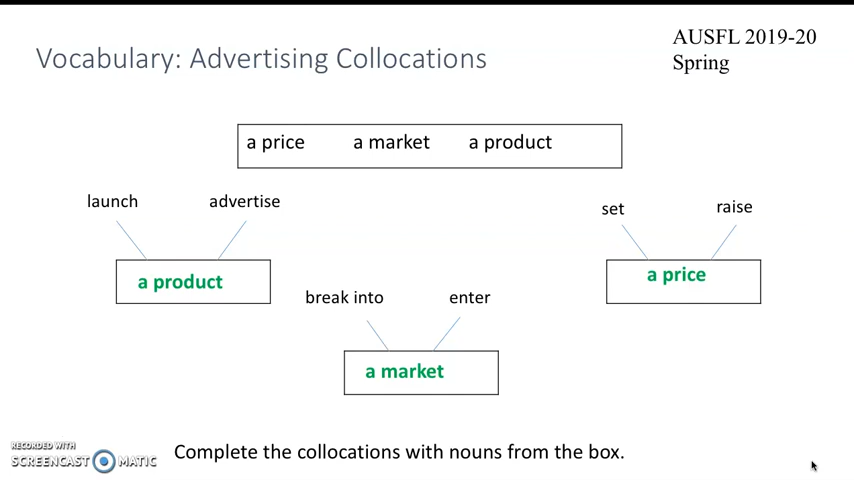 Vocabulary: Advertising Collocations
AUSFL 2019-20
Spring
a price a market a product
launch advertise
set raise
a product
a price
break into enter
a market
RECORDED WITH
SCREENCAST MATIC
Complete the collocations with nouns from the box.